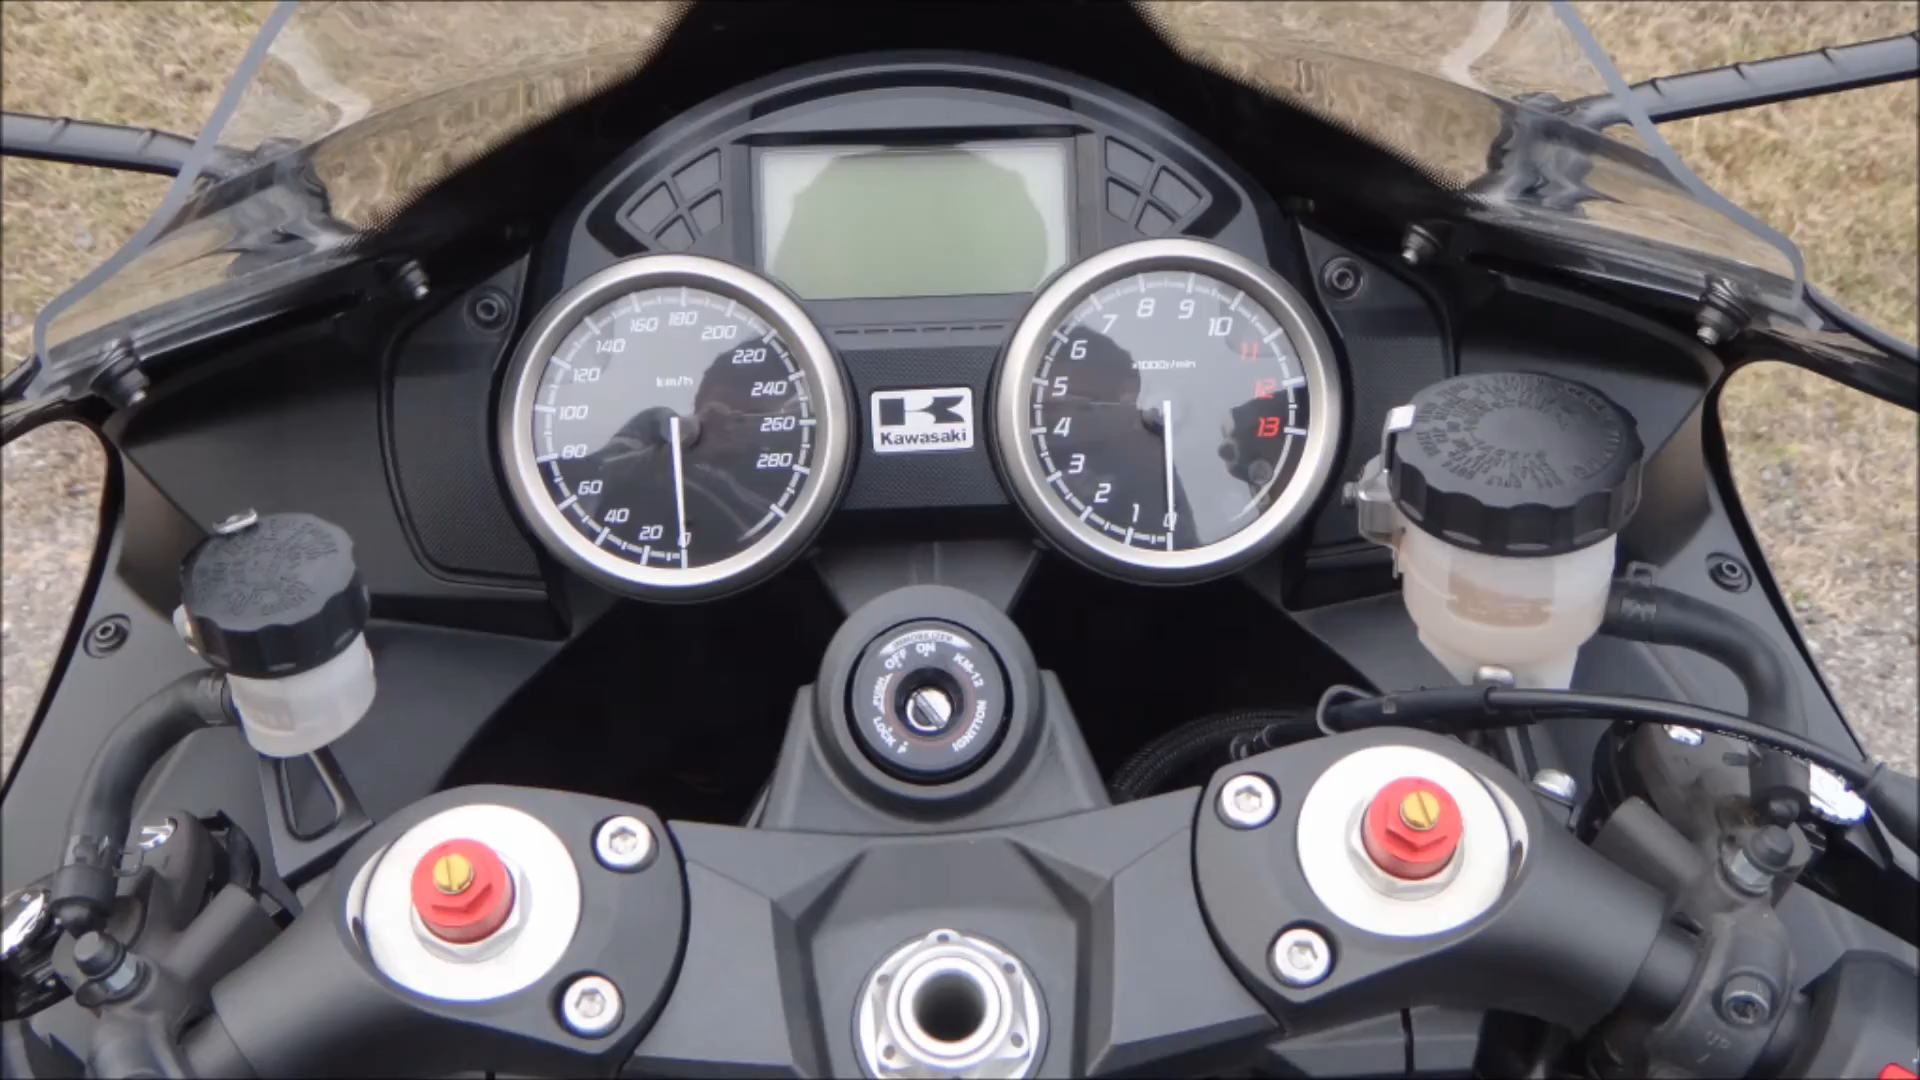 160 180
200
140
220
120
km/h
240
100
260
80
280
60
40
20
0
8
7
9
10
6
x1000r/min
11
5
12
4
13
3
2
1
0
Kawasaki
IMMOBILIZER
OFF ON
KM-12
PUSH
LOCK
P
IGNITION